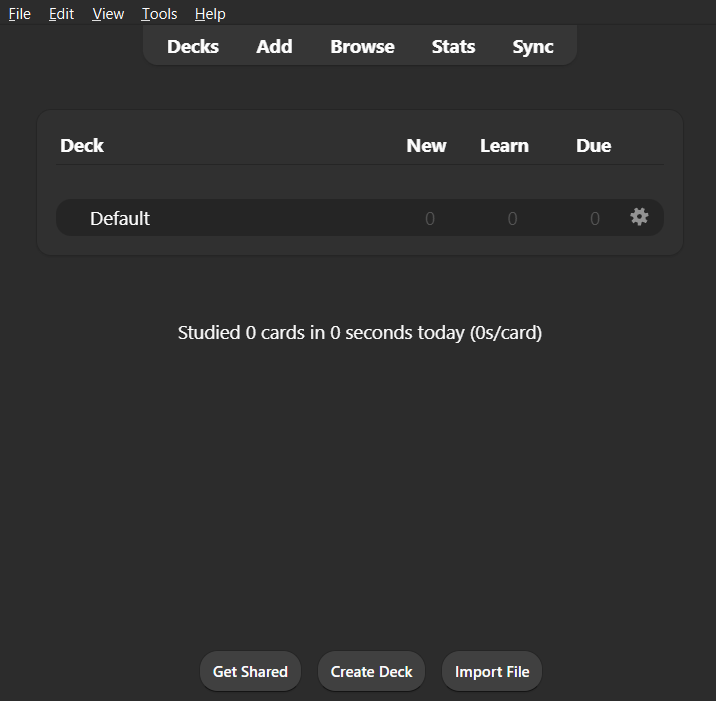 File Edit View Tools Help
Decks Add Browse Stats Sync
Deck New Learn Due
Default 0 0 0
Studied 0 cards in 0 seconds today (0s/card)
Get Shared Create Deck Import File